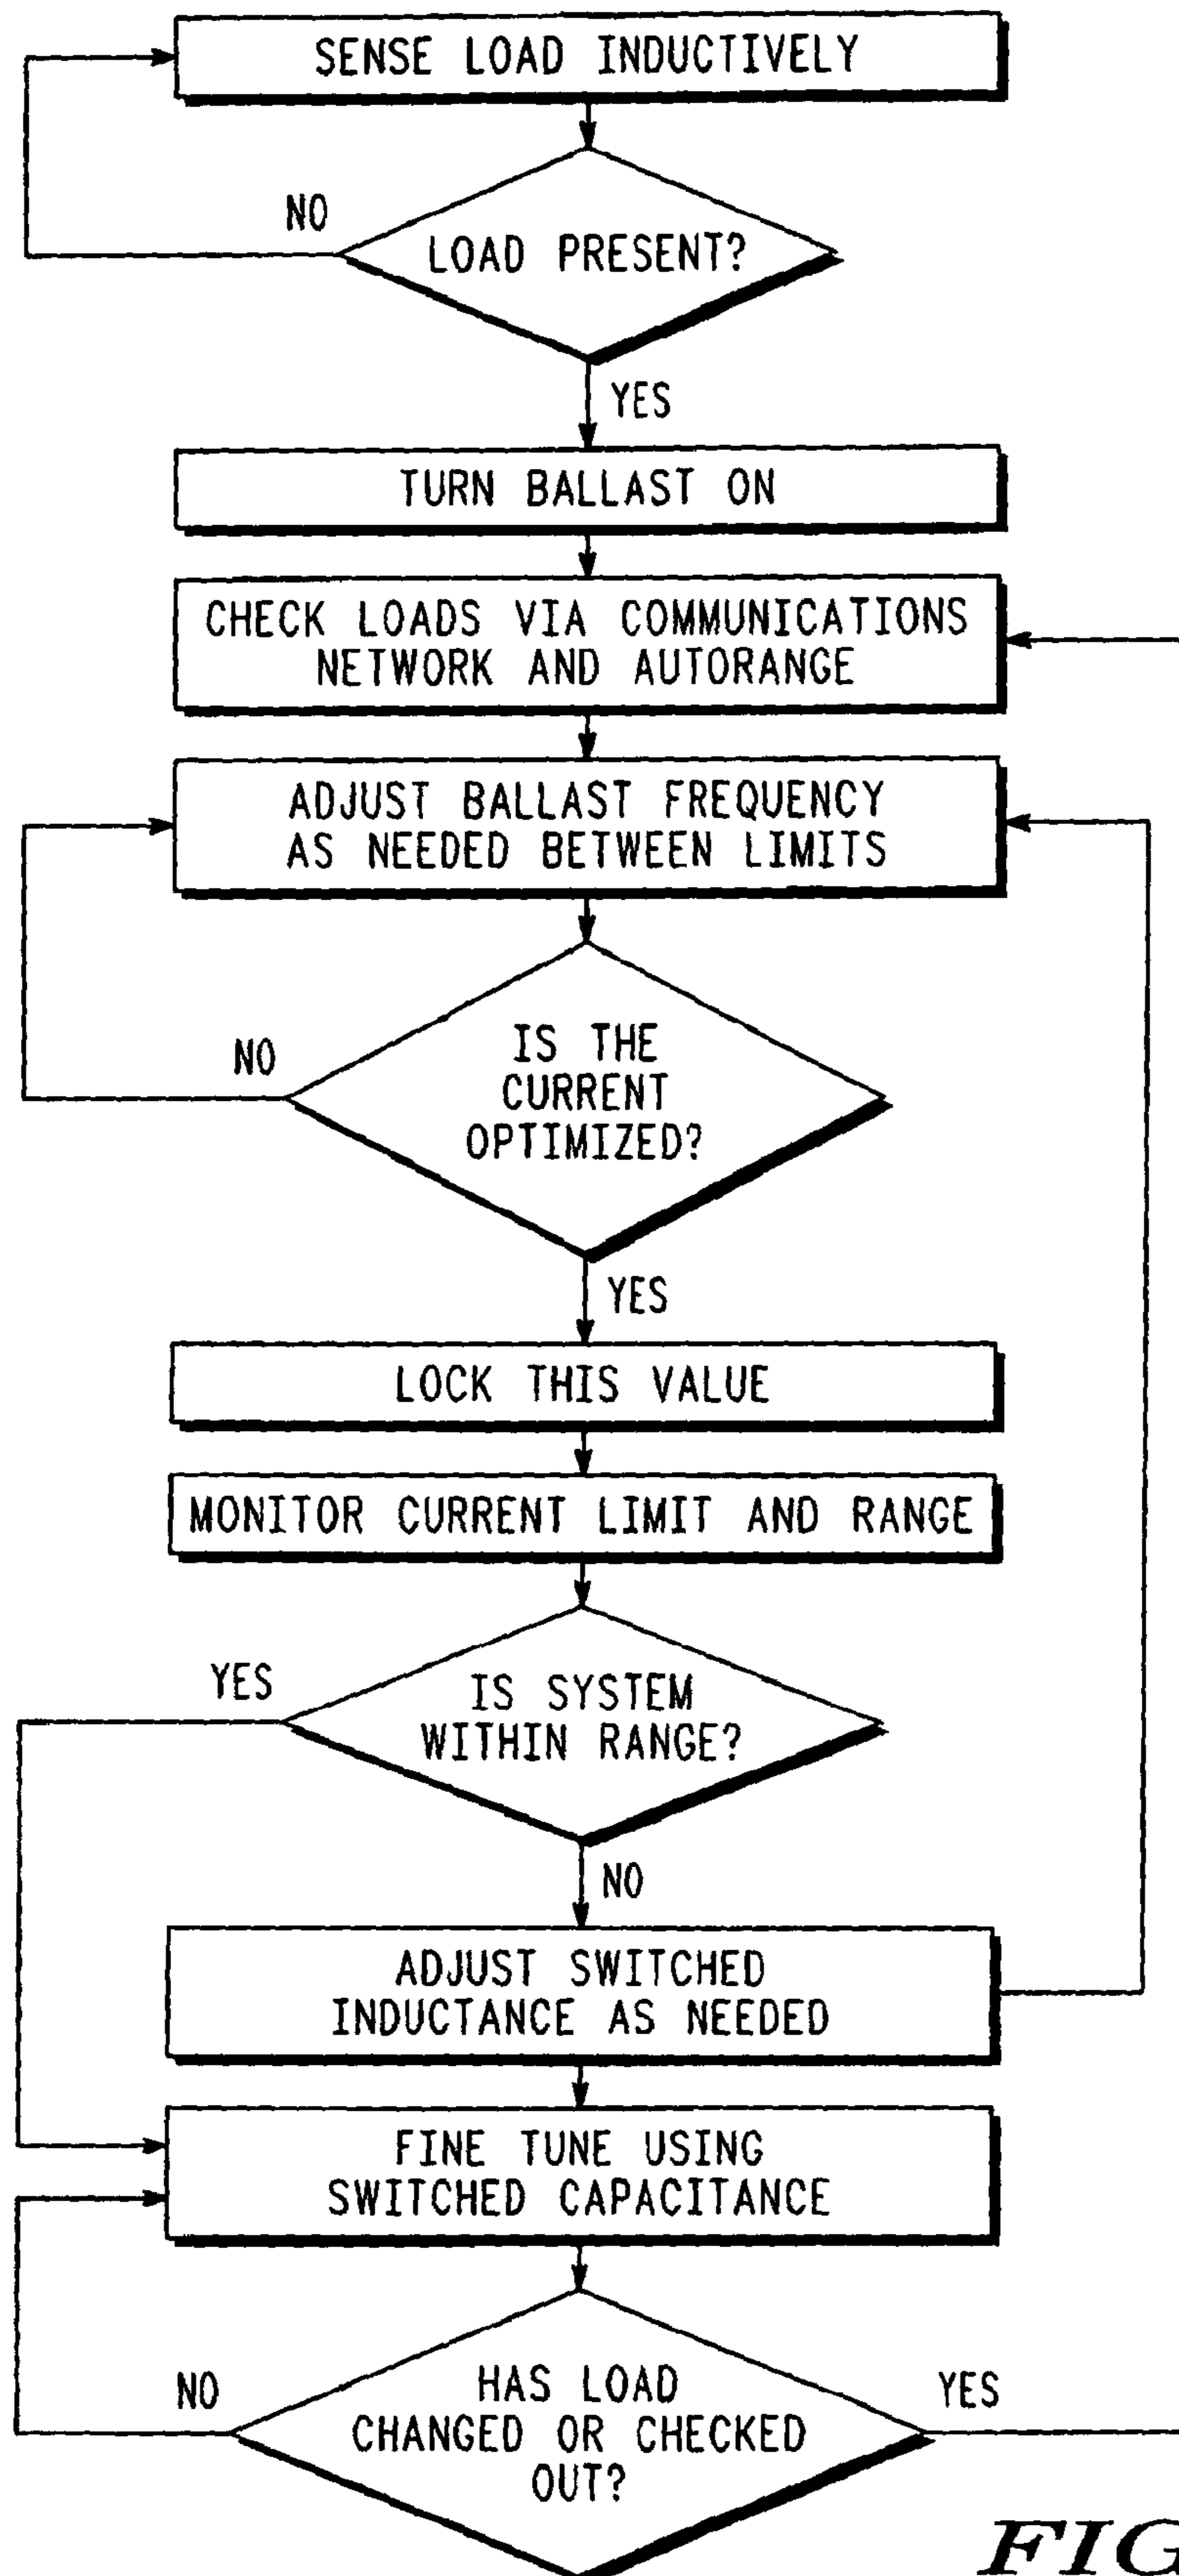 SENSE LOAD INDUCTIVELY
NO
LOAD PRESENT?
YES
TURN BALLAST ON
CHECK LOADS VIA COMMUNICATIONS
NETWORK AND AUTORANGE
ADJUST BALLAST FREQUENCY
AS NEEDED BETWEEN LIMITS
NO
IS THE
CURRENT
OPTIMIZED?
YES
LOCK THIS VALUE
MONITOR CURRENT LIMIT AND RANGE
YES
IS SYSTEM
WITHIN RANGE?
NO
ADJUST SWITCHED
INDUCTANCE AS NEEDED
FINE TUNE USING
SWITCHED CAPACITANCE
NO
HAS LOAD
CHANGED OR CHECKED
OUT?
YES
FIG